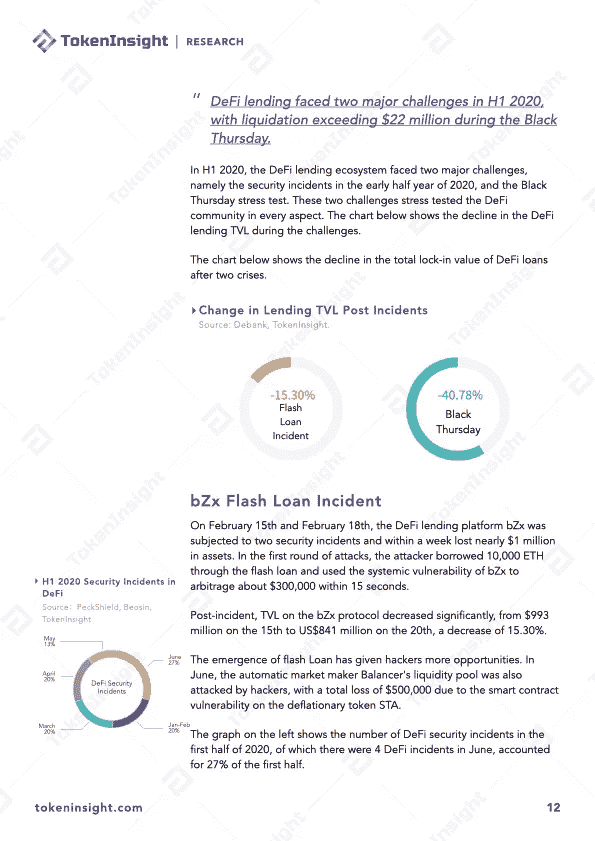 TokenInsight | RESEARCH
" DeFi lending faced two major challenges in H1 2020,
with liquidation exceeding $22 million during the Black
Thursday.
In H1 2020, the DeFi lending ecosystem faced two major challenges,
namely the security incidents in the early half year of 2020, and the Black
Thursday stress test. These two challenges stress tested the DeFi
community in every aspect. The chart below shows the decline in the DeFi
lending TVL during the challenges.
The chart below shows the decline in the total lock-in value of DeFi loans
after two crises.
Change in Lending TVL Post Incidents
Source: Debank, TokenInsight.
-15.30%
Flash
Loan
Incident
-40.78%
Black
Thursday
bZx Flash Loan Incident
On February 15th and February 18th, the DeFi lending platform bZx was
subjected to two security incidents and within a week lost nearly $1 million
in assets. In the first round of attacks, the attacker borrowed 10,000 ETH
through the flash loan and used the systemic vulnerability of bZx to
arbitrage about $300,000 within 15 seconds.
Post-incident, TVL on the bZx protocol decreased significantly, from $993
million on the 15th to US$841 million on the 20th, a decrease of 15.30%.
The emergence of flash Loan has given hackers more opportunities. In
June, the automatic market maker Balancer's liquidity pool was also
attacked by hackers, with a total loss of $500,000 due to the smart contract
vulnerability on the deflationary token STA.
The graph on the left shows the number of DeFi security incidents in the
first half of 2020, of which there were 4 DeFi incidents in June, accounted
for 27% of the first half.
H1 2020 Security Incidents in
DeFi
Source: PeckShield, Beosin,
TokenInsight
May
13%
June
27%
April
20%
DeFi Security
Incidents
March
20%
Jan-Feb
20%
tokeninsight.com
12